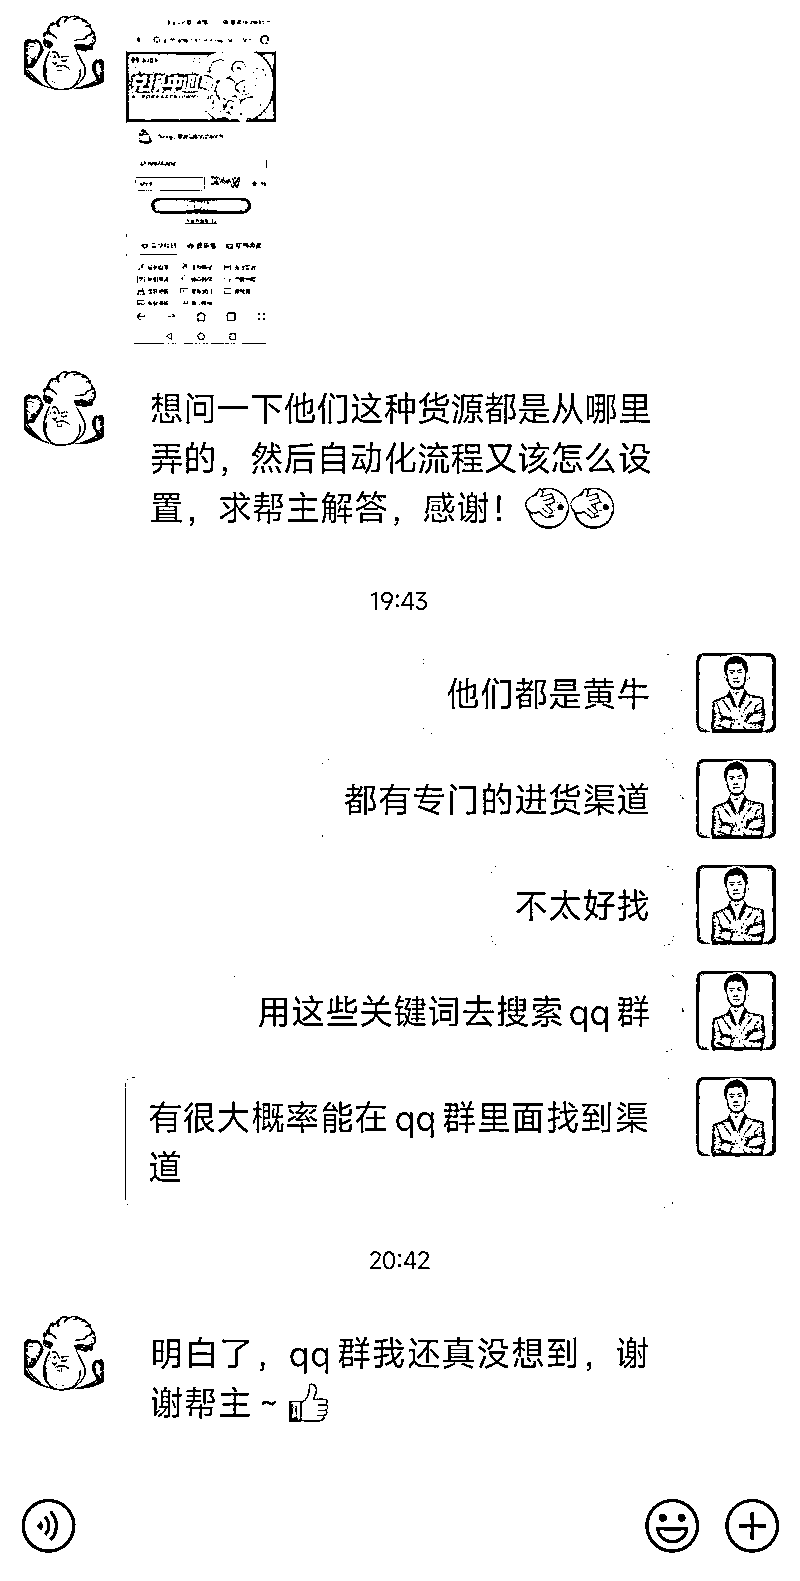 兑换中心
想问一下他们这种货源都是从哪里
弄的，然后自动化流程又该怎么设
置，求帮主解答，感谢！
19:43
他们都是黄牛
都有专门的进货渠道
不太好找
用这些关键词去搜索qq群
有很大概率能在qq群里面找到渠
道
20:42
明白了，qq群我还真没想到，谢
谢帮主~